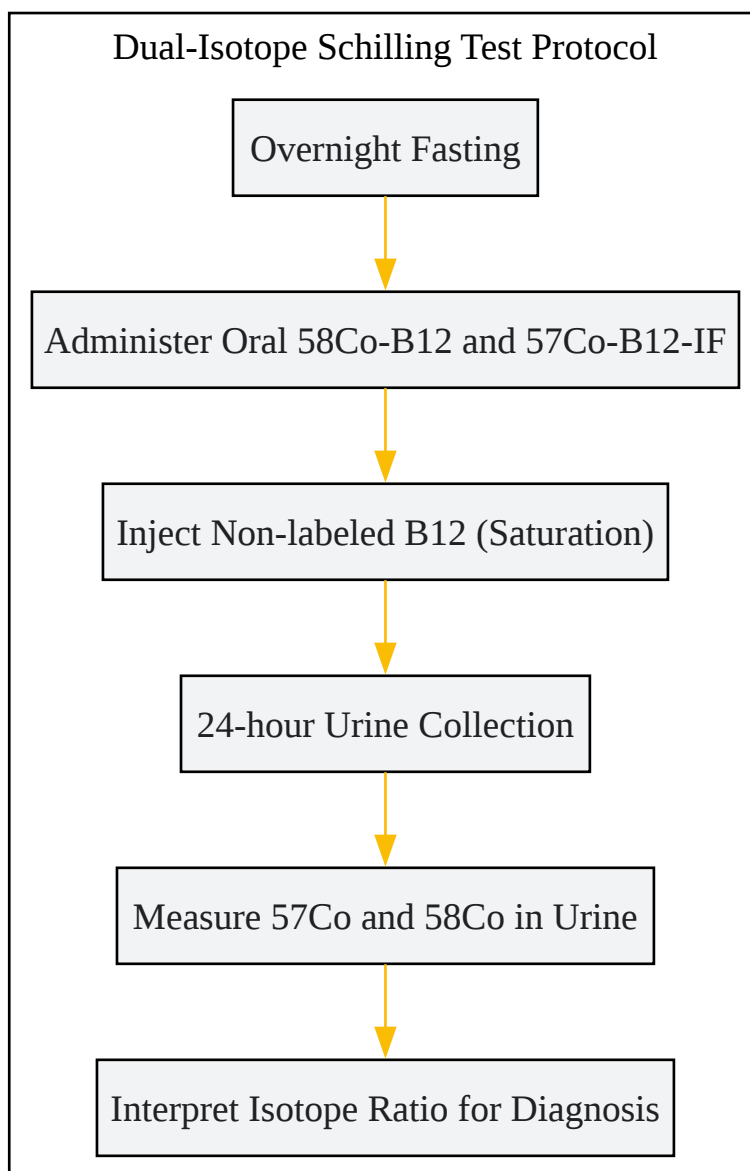 Dual-Isotope Schilling Test Protocol
Overnight Fasting
Administer Oral 58Co-B12 and 57Co-B12-IF
Inject Non-labeled B12 (Saturation)
24-hour Urine Collection
Measure 57Co and 58Co in Urine
Interpret Isotope Ratio for Diagnosis